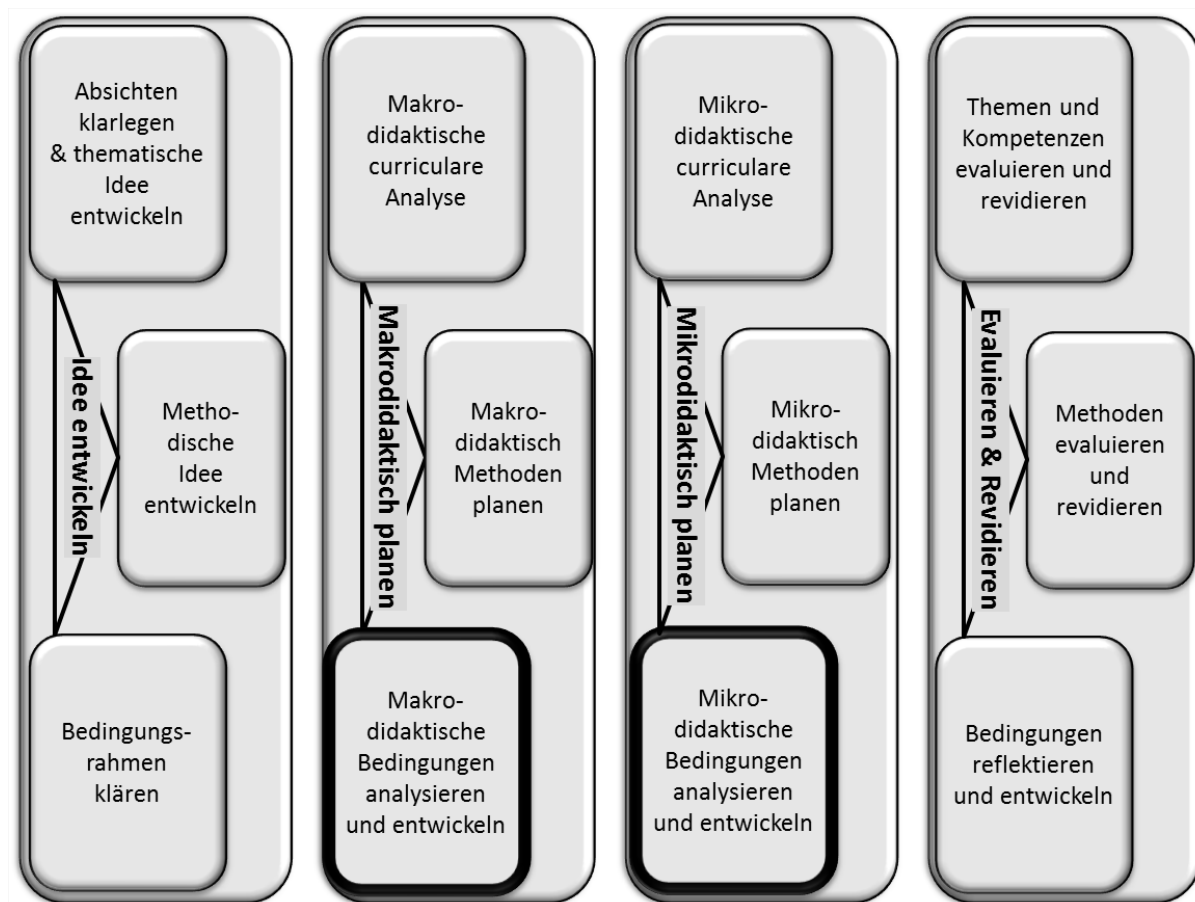 Absichten
klarlegen
& thematische
Idee
entwickeln
Idee entwickeln
Metho-
dische
Idee
entwickeln
Bedingungs-
rahmen
klären
Makro-
didaktische
curriculare
Analyse
Makrodidaktisch planen
Makro-
didaktisch
Methoden
planen
Makro-
didaktische
Bedingungen
analysieren
und entwickeln
Mikro-
didaktische
curriculare
Analyse
Mikrodidaktisch planen
Mikro-
didaktisch
Methoden
planen
Mikro-
didaktische
Bedingungen
analysieren
und entwickeln
Themen und
Kompetenzen
evaluieren und
revidieren
Evaluieren & Revidieren
Methoden
evaluieren
und
revidieren
Bedingungen
reflektieren
und entwickeln